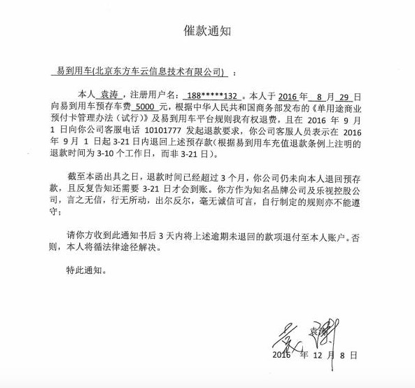 催款通知
易到用车(北京东方车云信息技术有限公司)：
本人 袁涛，注册用户名：188*****132。本人于 2016 年 8 月 29 日
向易到用车预存车费 5000 元，根据中华人民共和国商务部发布的《单用途商业
预付卡管理办法（试行）》及易到用车平台规则我有权退费。且在 2016 年 9 月
1 日向你公司客服电话 10101777 发起退款要求，你公司客服人员表示在 2016
年 9 月 1 日起 3-21 日内退回上述预存款（根据易到用车充值退款条例上注明的
退款时间为 3-10 个工作日，而非 3-21 日）。
截至本函出具之日，退款时间已经超过 3 个月，你公司仍未向本人退回预存
款，且反复告知还需要 3-21 日才会到账。你方作为知名品牌公司及乐视控股公
司，言之无信，行无所动，出尔反尔，毫无诚信可言，自行制定的规则亦不能遵
守；
请你方收到此通知书后 3 天内将上述逾期未退回的款项退付至本人账户。否
则，本人将循法律途径解决。
特此通知。
袁涛
2016 年 12 月 8 日